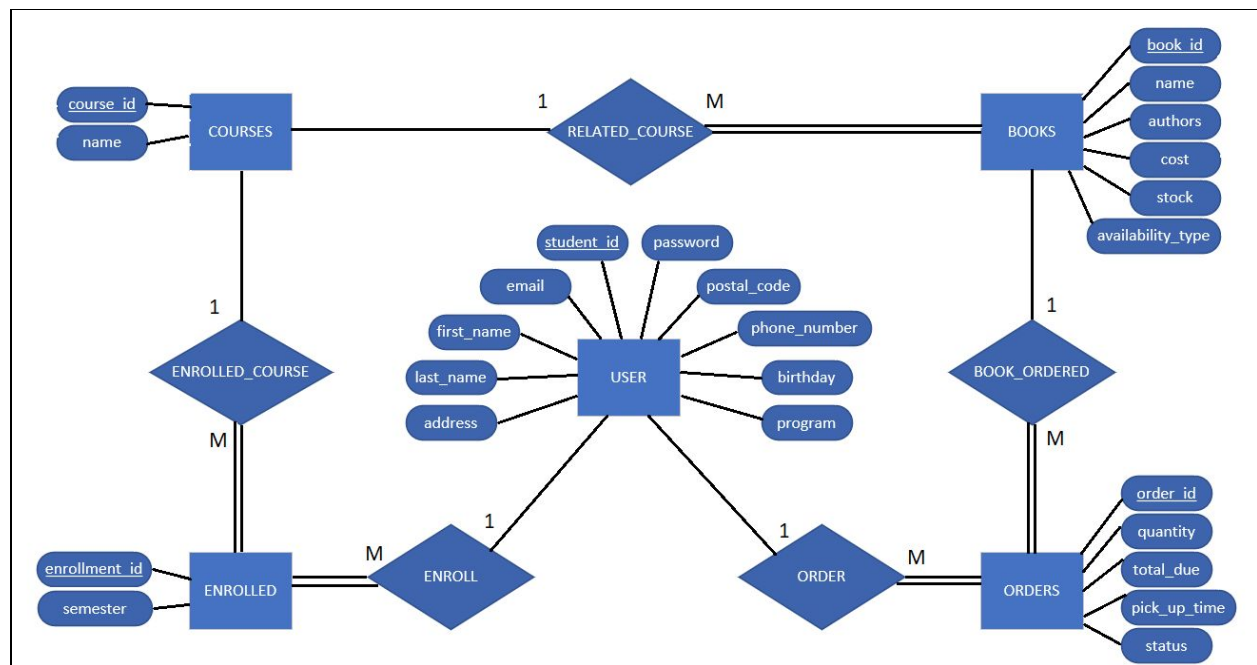 course_id
name
COURSES
1
RELATED_COURSE
M
BOOKS
book_id
name
authors
cost
stock
availability_type
student_id
password
email
postal_code
first_name
phone_number
last_name
birthday
address
program
USER
1
ENROLLED_COURSE
M
1
BOOK_ORDERED
M
enrollment_id
semester
ENROLLED
M
ENROLL
1
1
ORDER
M
ORDERS
order_id
quantity
total_due
pick_up_time
status